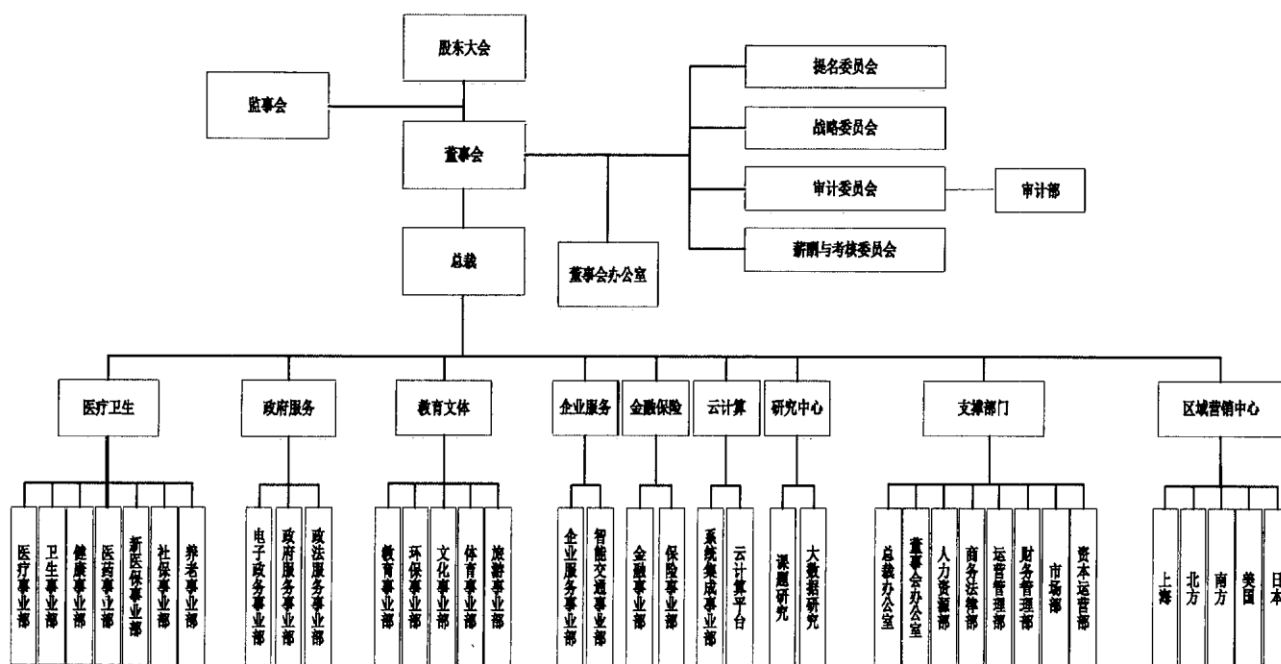 股东大会
提名委员会
监事会
战略委员会
董事会
审计委员会
审计部
总裁
董事会办公室
薪酬与考核委员会
医疗卫生
政府服务
教育文体
企业服务
金融保险
云计算
研究中心
支撑部门
区域营销中心
医疗事业部
卫生事业部
健康事业部
医药事业部
新医保事业部
社保事业部
养老事业部
电子政务事业部
政府服务事业部
政法服务事业部
教育事业部
环保事业部
文化事业部
体育事业部
旅游事业部
企业服务事业部
智能交通事业部
金融事业部
保险事业部
系统集成事业部
云计算平台
课题研究
大数据研究
总裁办公室
董事会办公室
人力资源部
商务法律部
运营管理部
财务管理部
市场部
资本运营部
上海
北方
南方
美国
日本